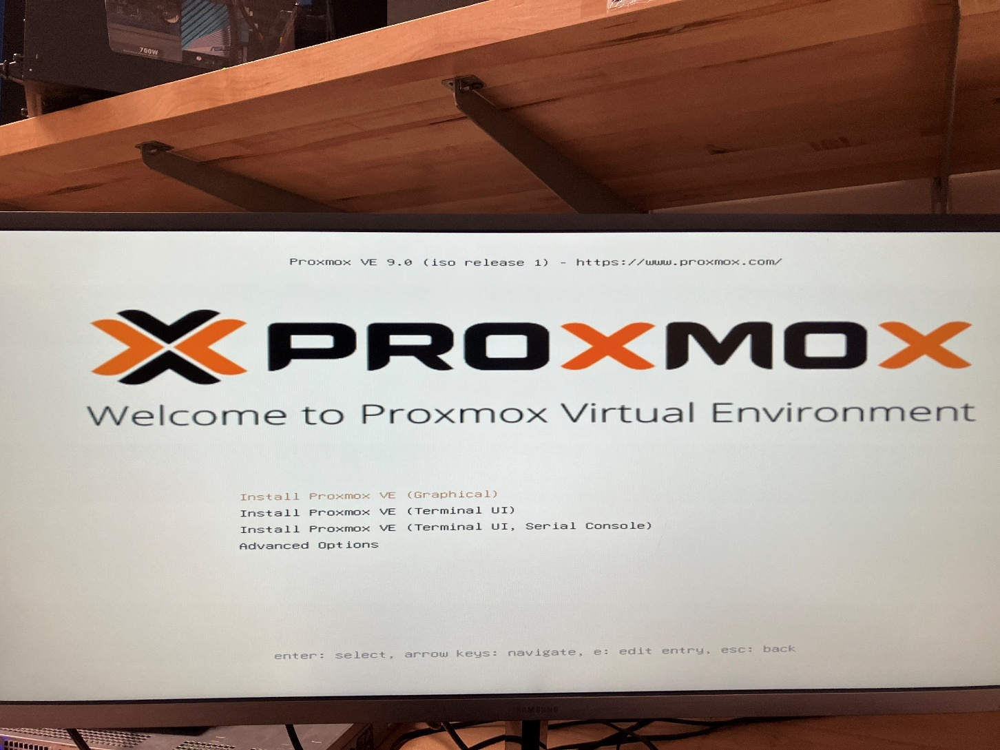 700W
Proxmox VE 9.0 (iso release 1) - https://www.proxmox.com/
PROXMOX
Welcome to Proxmox Virtual Environment
Install Proxmox VE (Graphical)
Install Proxmox VE (Terminal UI)
Install Proxmox VE (Terminal UI, Serial Console)
Advanced Options
enter: select, arrow keys: navigate, e: edit entry, esc: back
SAMSUNG